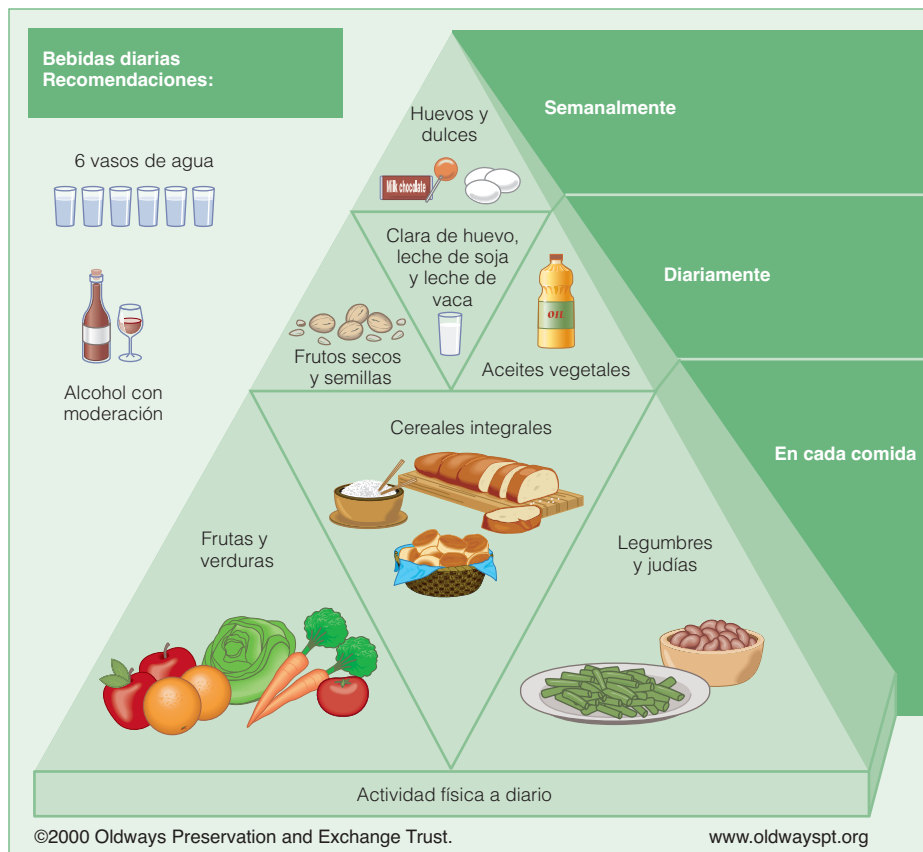 Bebidas diarias
Recomendaciones:
6 vasos de agua
Alcohol con
moderación
Huevos y
dulces
Milk chocolate
Semanalmente
Clara de huevo,
leche de soja
y leche de
vaca
Frutos secos
y semillas
OIL
Aceites vegetales
Diariamente
Cereales integrales
Frutas y
verduras
Legumbres
y judías
En cada comida
Actividad física a diario
©2000 Oldways Preservation and Exchange Trust.
www.oldwayspt.org